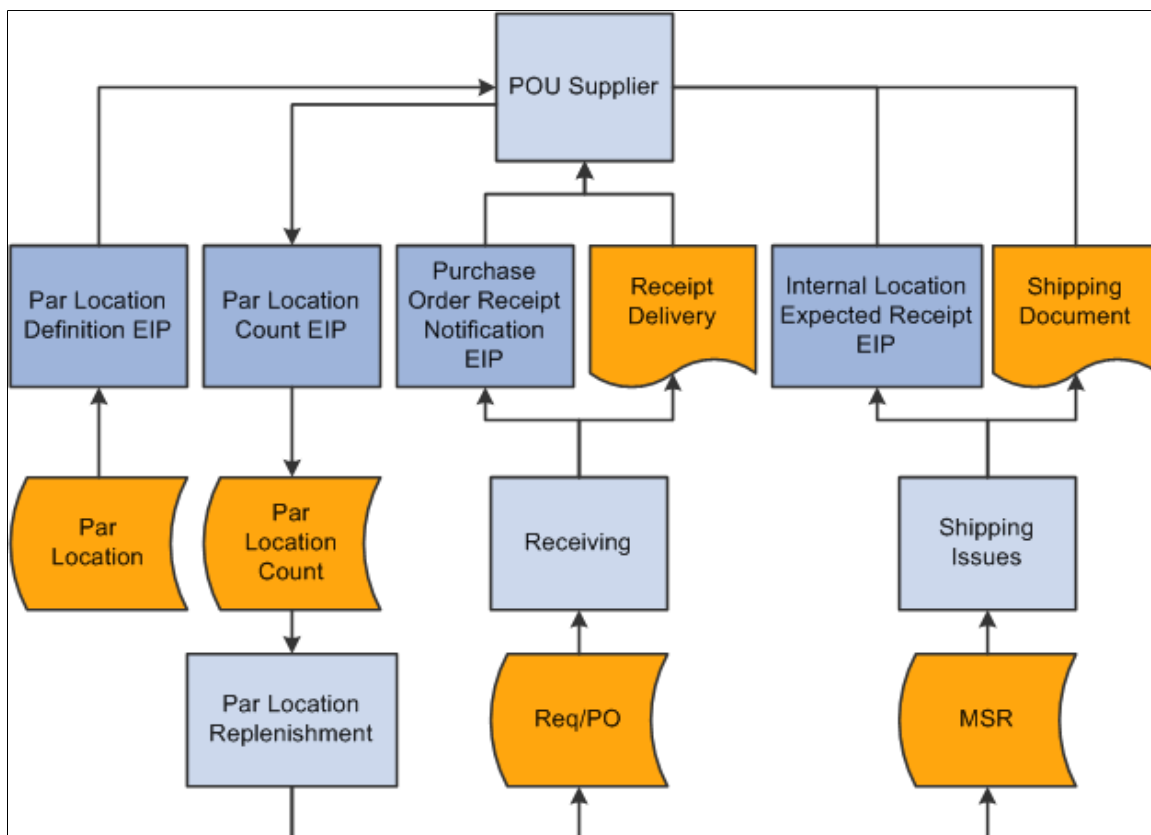 POU Supplier
Par Location
Definition EIP
Par Location
Count EIP
Purchase
Order Receipt
Notification
EIP
Receipt
Delivery
Internal Location
Expected Receipt
EIP
Shipping
Document
Par
Location
Par
Location
Count
Receiving
Shipping
Issues
Par Location
Replenishment
Req/PO
MSR